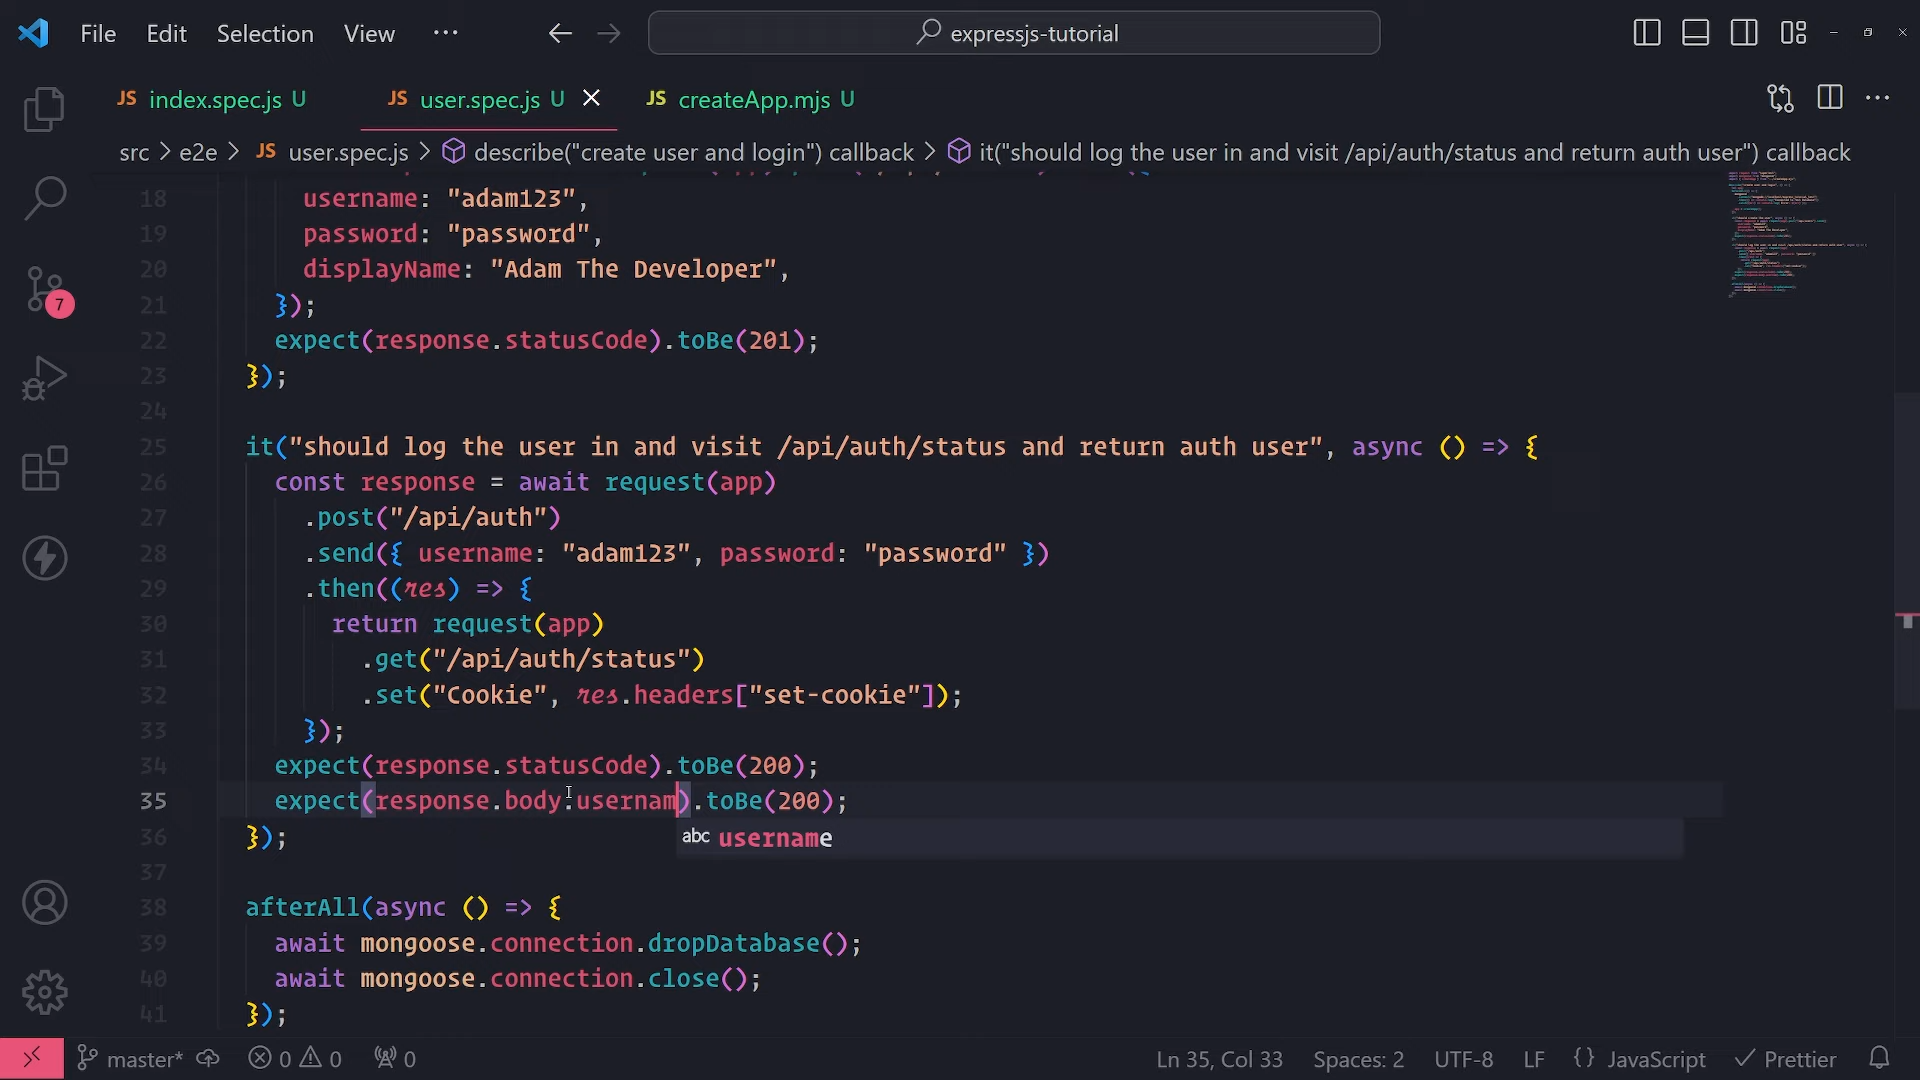 File Edit Selection View ··· expressjs-tutorial
JS index.spec.js U JS user.spec.js U JS createApp.mjs U
src > e2e > JS user.spec.js > describe("create user and login") callback > it("should log the user in and visit /api/auth/status and return auth user") callback
18 username: "adam123",
19 password: "password",
20 displayName: "Adam The Developer",
21 });
22 expect(response.statusCode).toBe(201);
23 });
24
25 it("should log the user in and visit /api/auth/status and return auth user", async () => {
26 const response = await request(app)
27 .post("/api/auth")
28 .send({ username: "adam123", password: "password" })
29 .then((res) => {
30 return request(app)
31 .get("/api/auth/status")
32 .set("Cookie", res.headers["set-cookie"]);
33 });
34 expect(response.statusCode).toBe(200);
35 expect(response.body.usernam).toBe(200);
abc username
36 });
37
38 afterAll(async () => {
39 await mongoose.connection.dropDatabase();
40 await mongoose.connection.close();
41 });
7
master* 0 0 0 Ln 35, Col 33 Spaces: 2 UTF-8 LF {} JavaScript Prettier